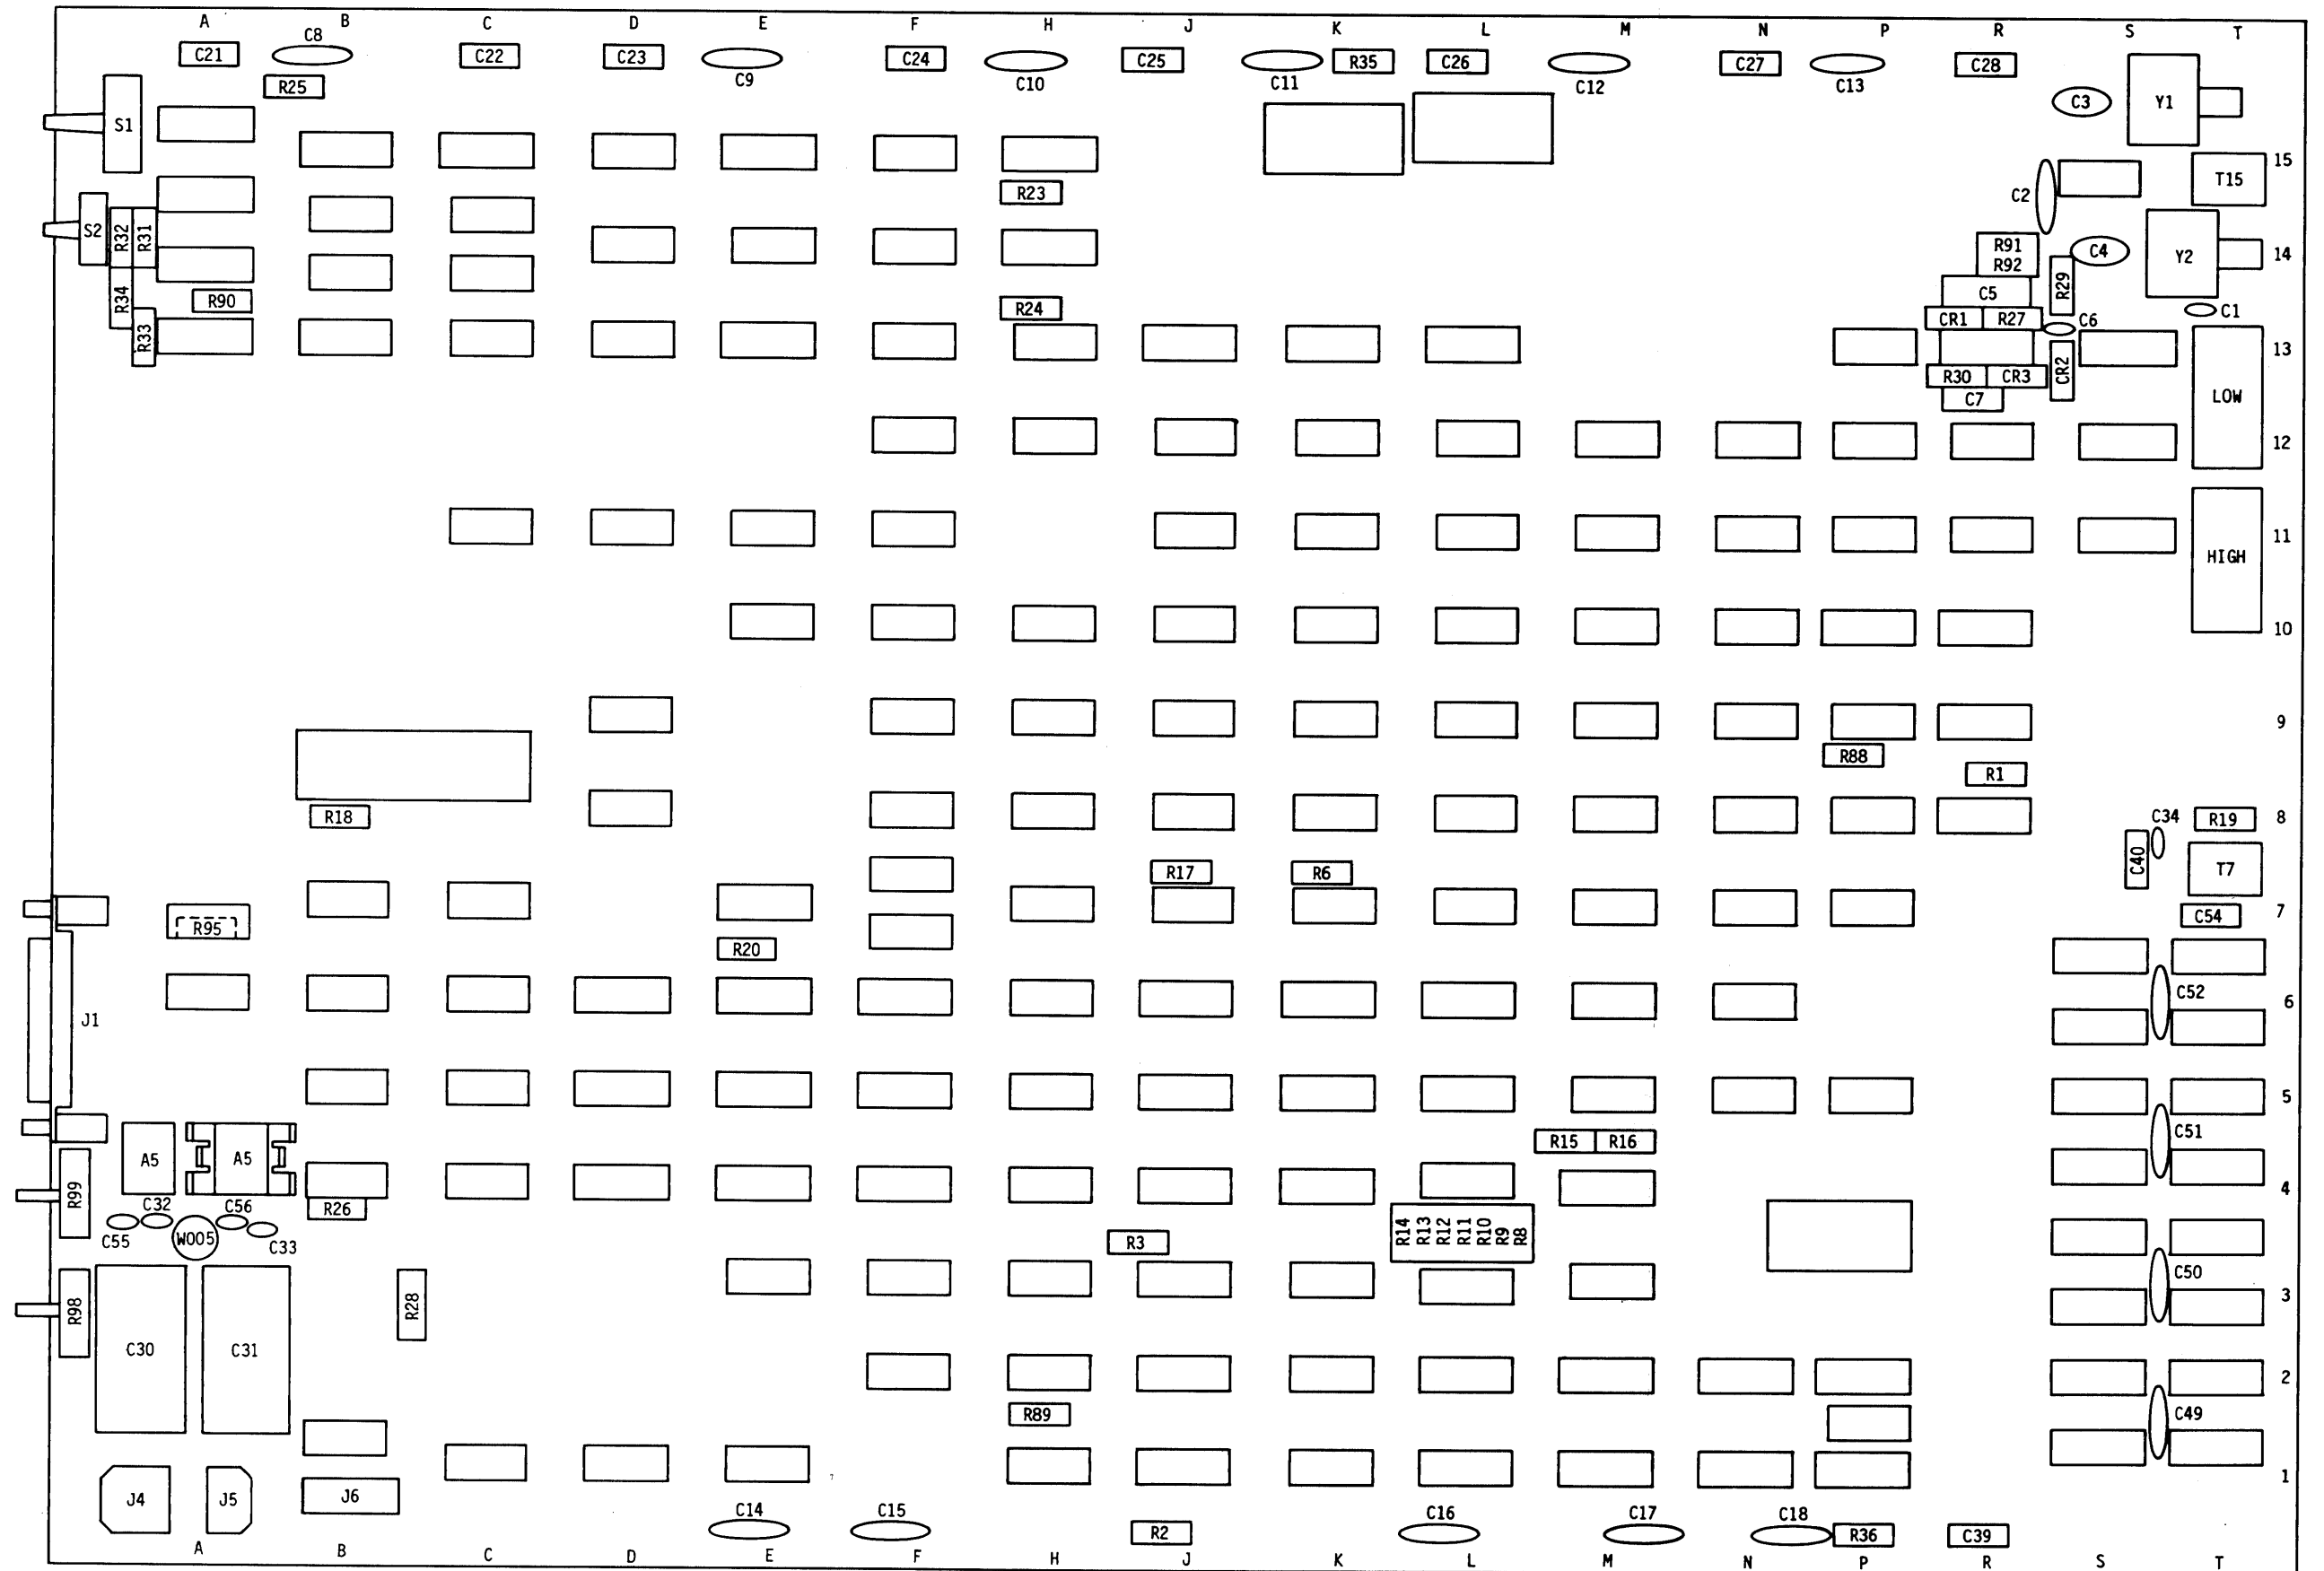 A B C D E F H J K L M N P R S T
C21 C8 C22 C23 C9 C24 C10 C25 C11 R35 C26 C12 C27 C13 C28
R25
S1 C3 Y1
15
R23 C2 T15
S2 R32 R31
R91
R92
C4 Y2 14
R34 R90 R24 C5 R29
R33 CR1 R27 C6 C1
13
R30 CR3 CR2
C7 LOW
12
11
HIGH
10
9
R88
R1
R18 C34 R19 8
R17 R6 C40 T7
R95 C54 7
R20
J1 C52 6
5
R15 R16 C51
A5 A5
R99 C32 C56 R26 4
C55 W005 C33 R3 R14 R13 R12 R11 R10 R9 R8
C50
R98 R28 3
C30 C31
2
R89 C49
1
J4 J5 J6
C14 C15 R2 C16 C17 C18 R36 C39
A B C D E F H J K L M N P R S T